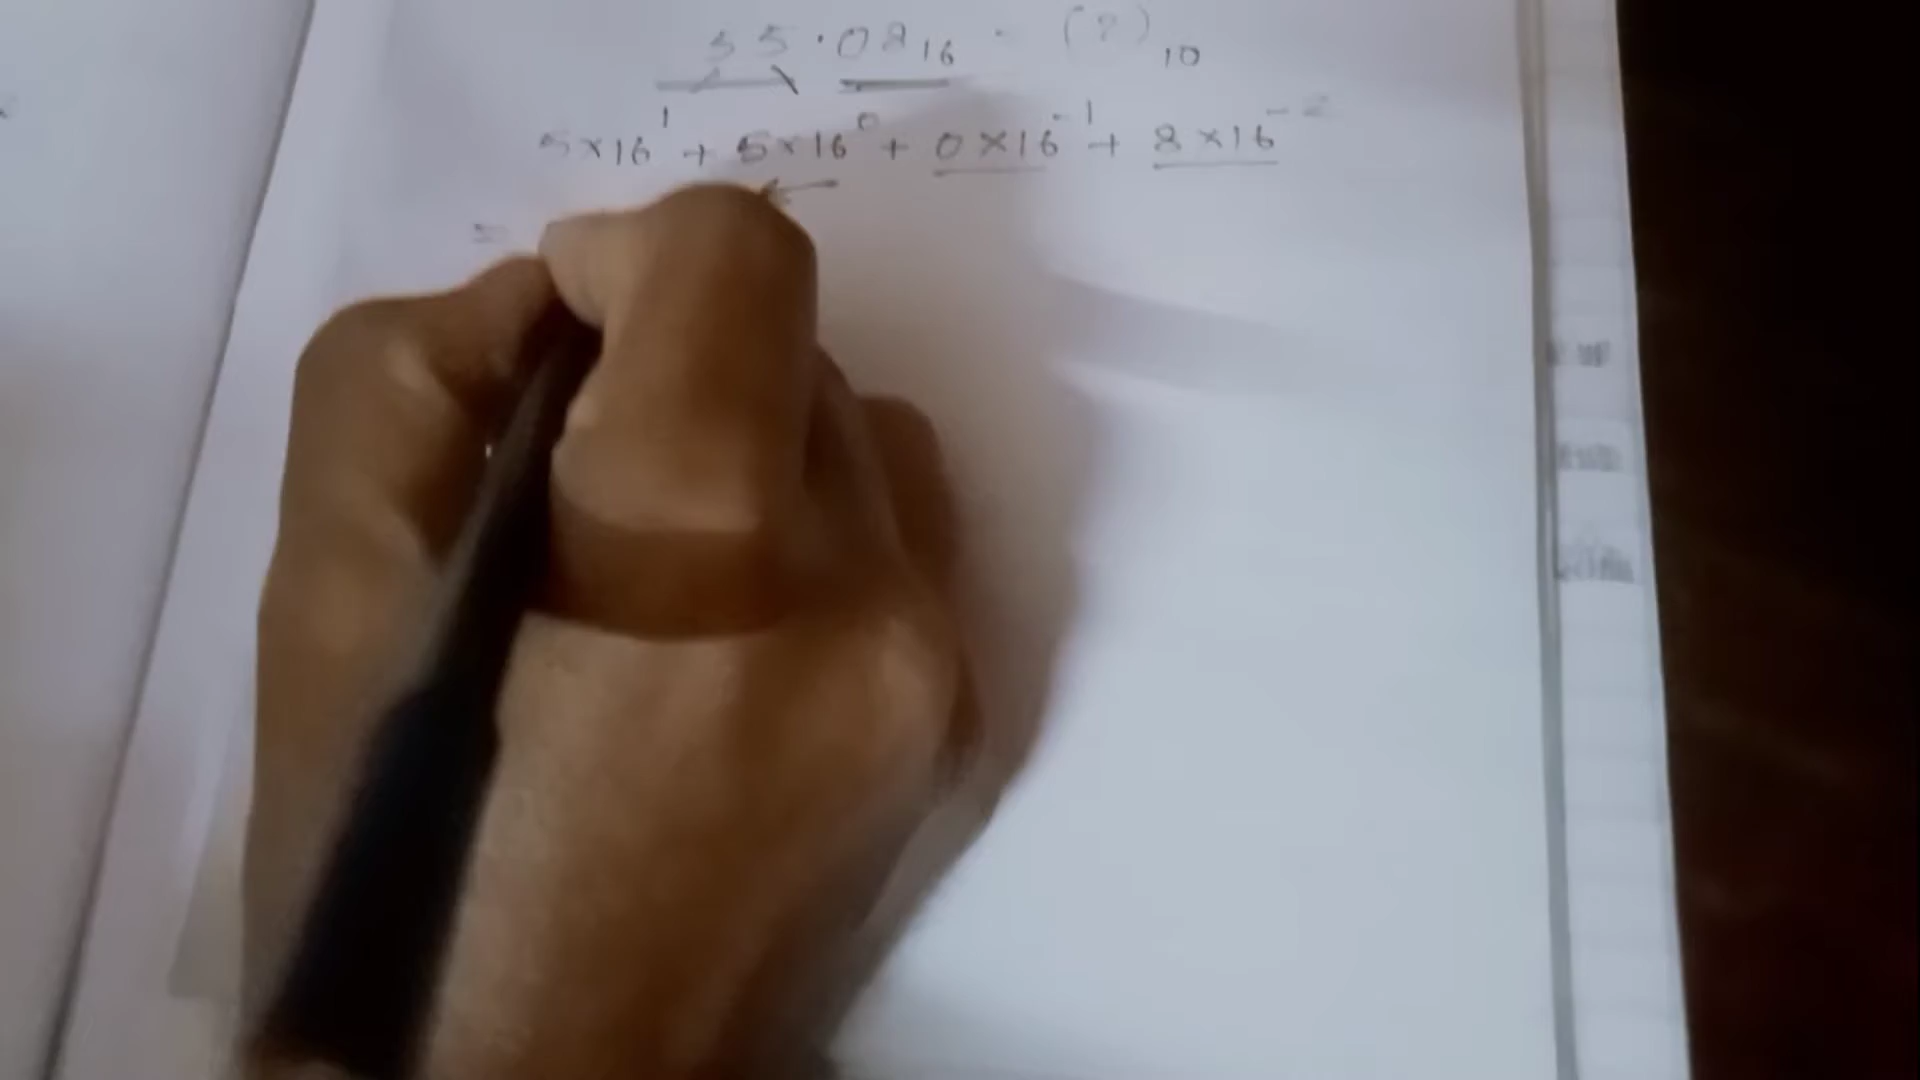 55.08₁₆ = (?)₁₀
5×16¹ + 5×16⁰ + 0×16⁻¹ + 8×16⁻²
=